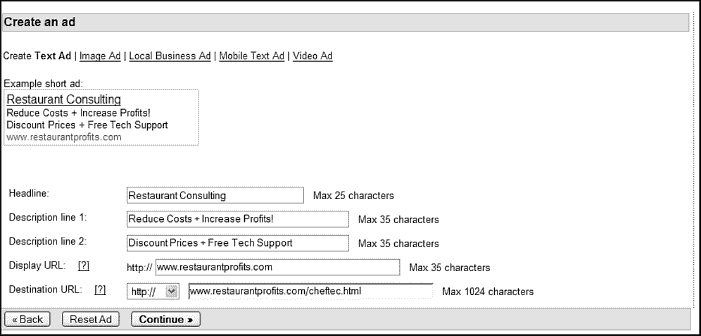 Create an ad
Create Text Ad | Image Ad | Local Business Ad | Mobile Text Ad | Video Ad
Example short ad:
Restaurant Consulting
Reduce Costs + Increase Profits!
Discount Prices + Free Tech Support
www.restaurantprofits.com
Headline: Restaurant Consulting Max 25 characters
Description line 1: Reduce Costs + Increase Profits! Max 35 characters
Description line 2: Discount Prices + Free Tech Support Max 35 characters
Display URL: [?] http:// www.restaurantprofits.com Max 35 characters
Destination URL: [?] http:// www.restaurantprofits.com/cheftec.html Max 1024 characters
« Back Reset Ad Continue »